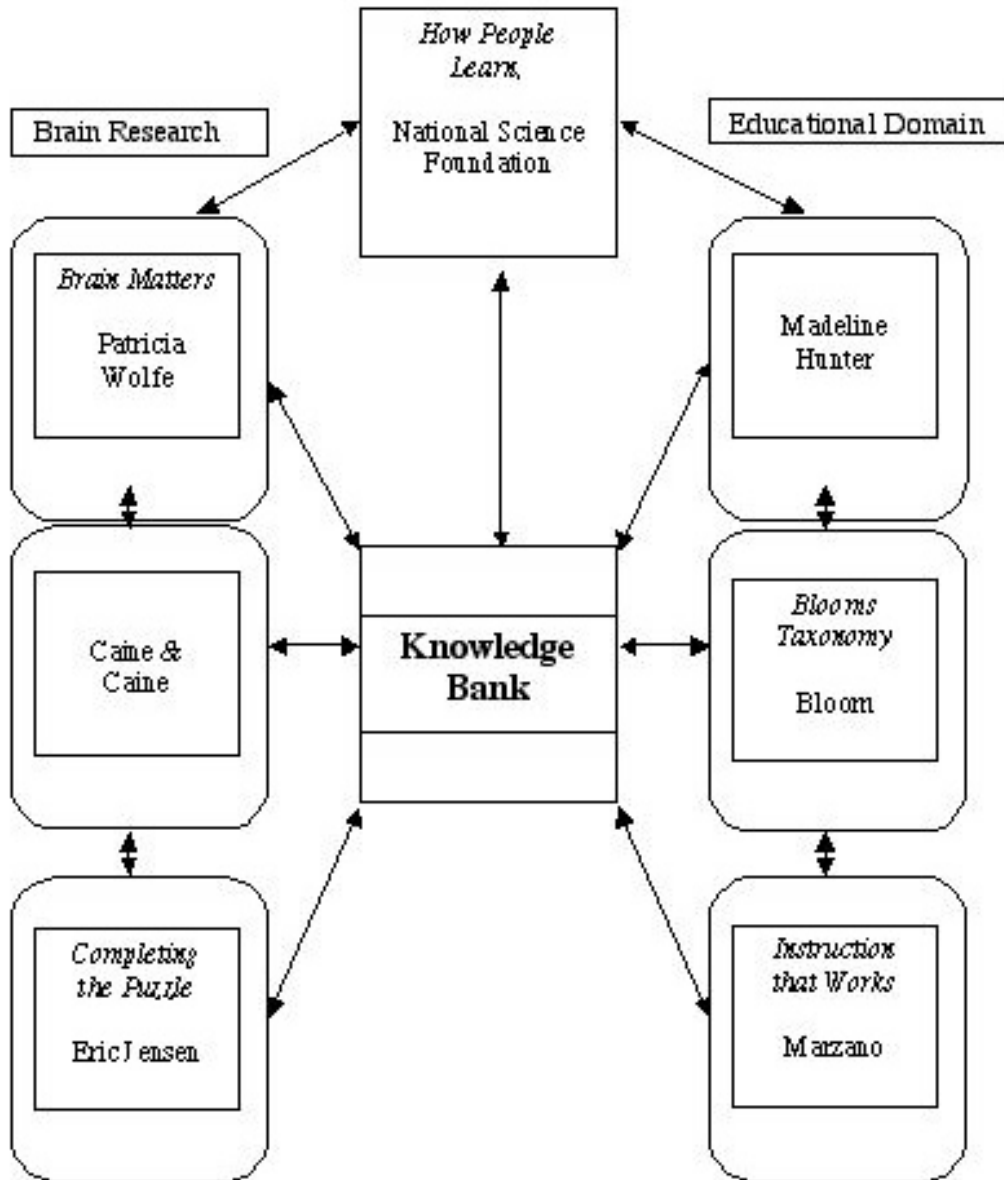 How People
Learn,
National Science
Foundation
Brain Research
Educational Domain
Brain Matters
Patricia
Wolfe
Madeline
Hunter
Caine &
Caine
Knowledge
Bank
Blooms
Taxonomy
Bloom
Completing
the Puzzle
Eric Jensen
Instruction
that Works
Marzano